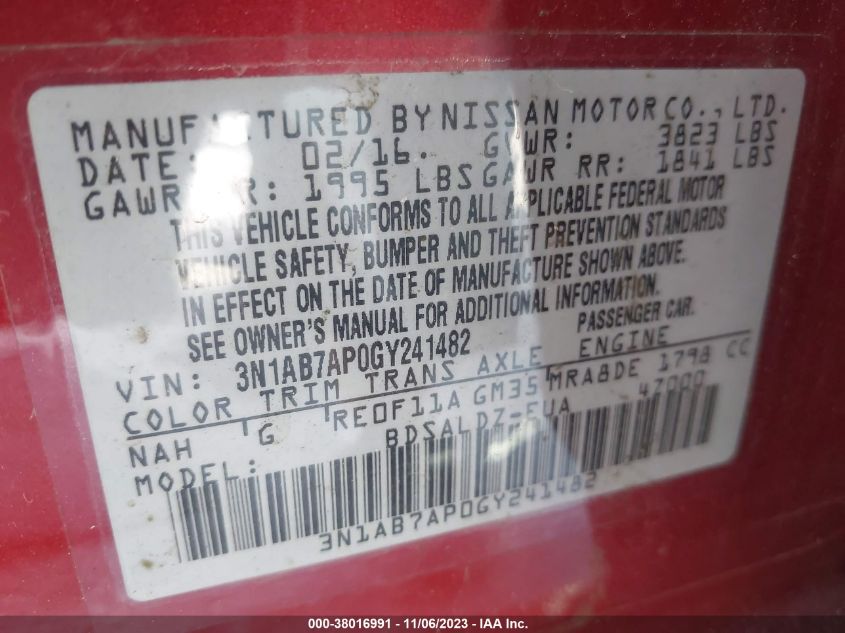 MANUFACTURED BY NISSAN MOTOR CO., LTD.
DATE: 02/16. GVWR: 3823 LBS
GAWR FR: 1995 LBS GAWR RR: 1841 LBS
THIS VEHICLE CONFORMS TO ALL APPLICABLE FEDERAL MOTOR
VEHICLE SAFETY, BUMPER AND THEFT PREVENTION STANDARDS
IN EFFECT ON THE DATE OF MANUFACTURE SHOWN ABOVE.
SEE OWNER'S MANUAL FOR ADDITIONAL INFORMATION.
VIN: 3N1AB7AP0GY241482 PASSENGER CAR.
COLOR TRIM TRANS AXLE ENGINE
NAH G RE0F11A GM35 MRA8DE 1798 CC
MODEL: BDSALDZ-EUA 47000
3N1AB7AP0GY241482
000-38016991 - 11/06/2023 - IAA Inc.